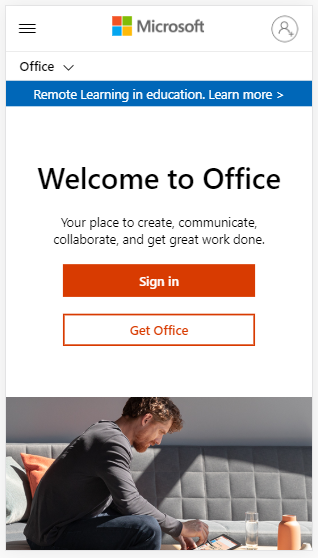 Microsoft
Office
Remote Learning in education. Learn more >
Welcome to Office
Your place to create, communicate,
collaborate, and get great work done.
Sign in
Get Office